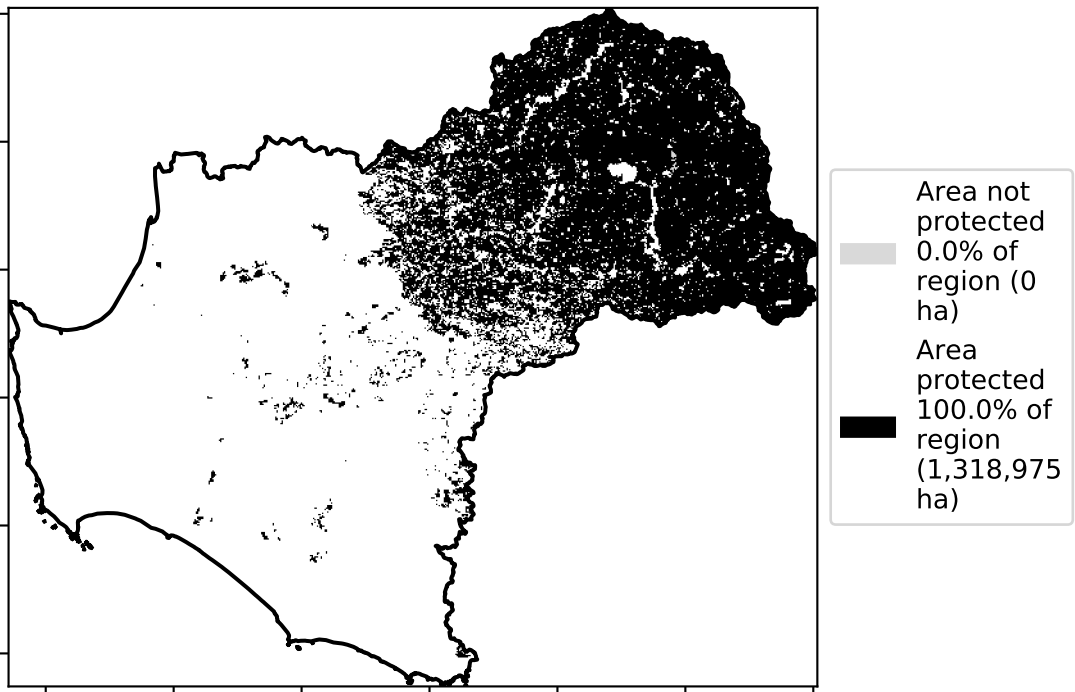 Area not
protected
0.0% of
region (0
ha)
Area
protected
100.0% of
region
(1,318,975
ha)